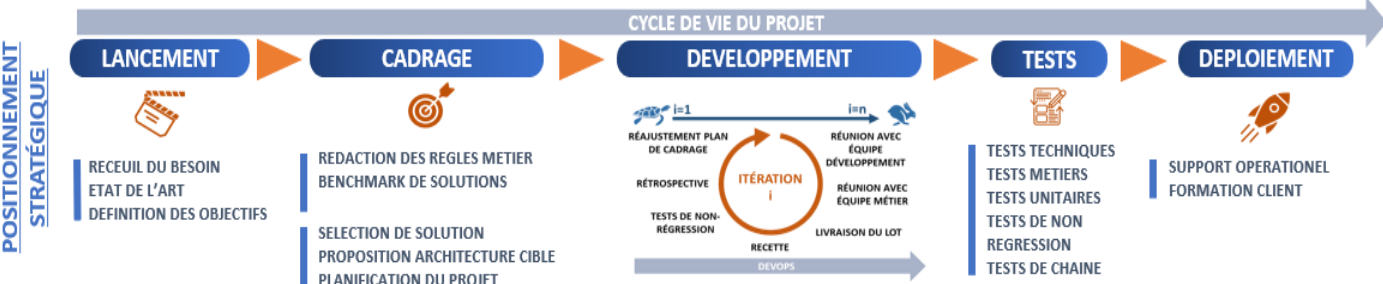 CYCLE DE VIE DU PROJET
POSITIONNEMENT
STRATÉGIQUE
LANCEMENT
RECEUIL DU BESOIN
ETAT DE L'ART
DEFINITION DES OBJECTIFS
CADRAGE
REDACTION DES REGLES METIER
BENCHMARK DE SOLUTIONS
SELECTION DE SOLUTION
PROPOSITION ARCHITECTURE CIBLE
PLANIFICATION DU PROJET
DEVELOPPEMENT
i=1
i=n
RÉAJUSTEMENT PLAN
DE CADRAGE
RÉUNION AVEC
ÉQUIPE
DÉVELOPPEMENT
RÉTROSPECTIVE
ITÉRATION
i
RÉUNION AVEC
ÉQUIPE MÉTIER
TESTS DE NON-
RÉGRESSION
LIVRAISON DU LOT
RECETTE
DEVOPS
TESTS
TESTS TECHNIQUES
TESTS METIERS
TESTS UNITAIRES
TESTS DE NON
REGRESSION
TESTS DE CHAINE
DEPLOIEMENT
SUPPORT OPERATIONEL
FORMATION CLIENT